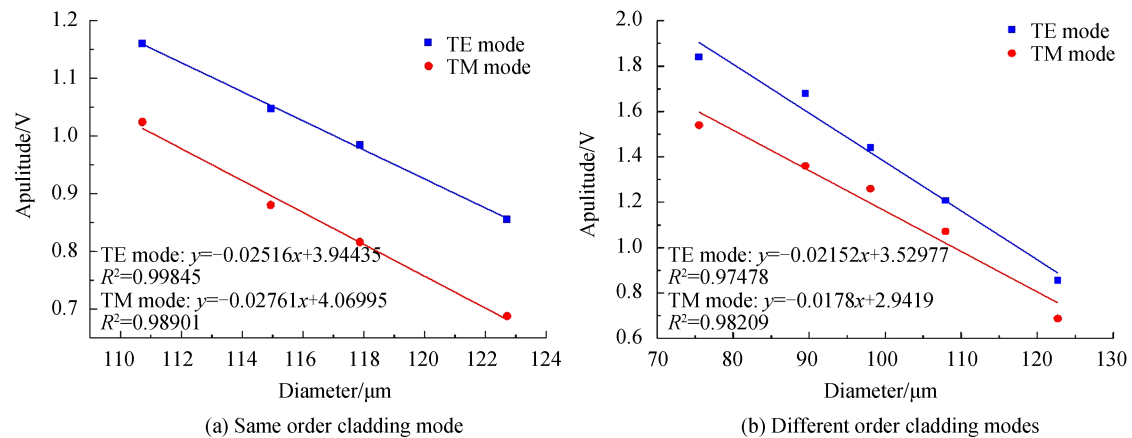 1.2
1.1
1.0
0.9
0.8
0.7
Apulitude/V
TE mode
TM mode
TE mode: y=−0.02516x+3.94435
R²=0.99845
TM mode: y=−0.02761x+4.06995
R²=0.98901
110 112 114 116 118 120 122 124
Diameter/μm
(a) Same order cladding mode
2.0
1.8
1.6
1.4
1.2
1.0
0.8
0.6
Apulitude/V
TE mode
TM mode
TE mode: y=−0.02152x+3.52977
R²=0.97478
TM mode: y=−0.0178x+2.9419
R²=0.98209
70 80 90 100 110 120 130
Diameter/μm
(b) Different order cladding modes